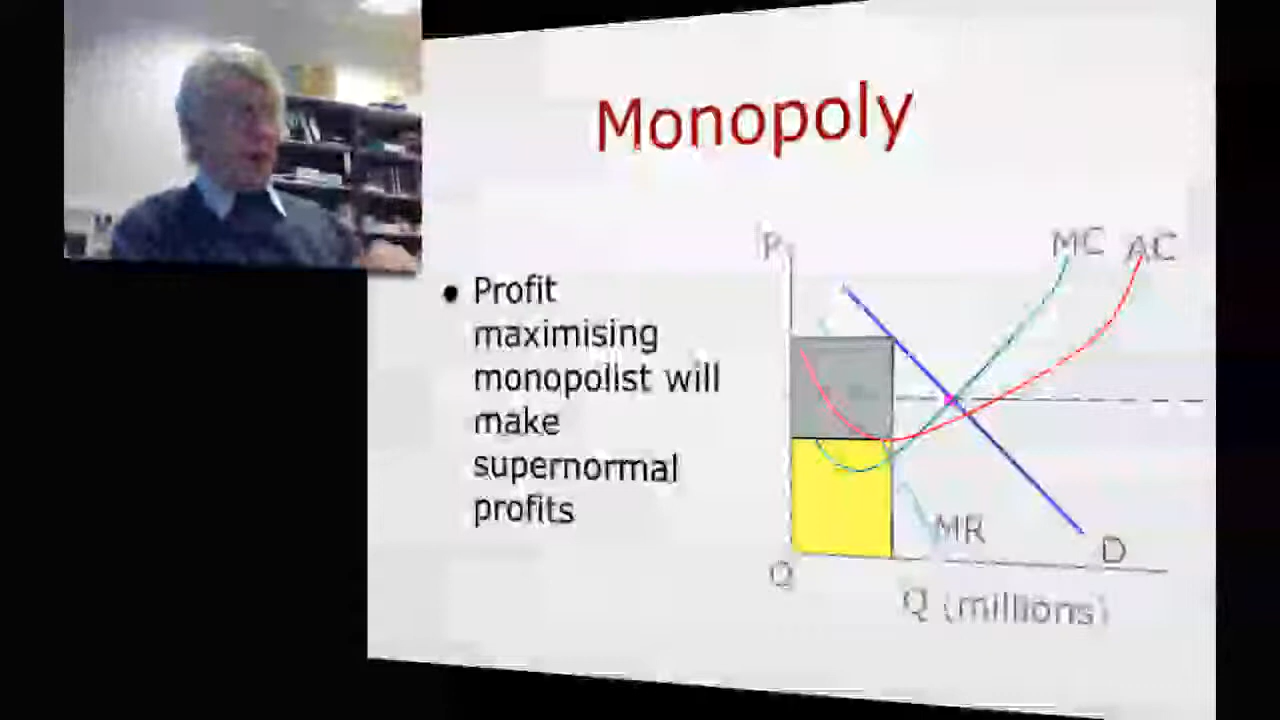 Monopoly
● Profit
maximising
monopolist will
make
supernormal
profits
P
MC AC
MR
D
Q
Q (millions)